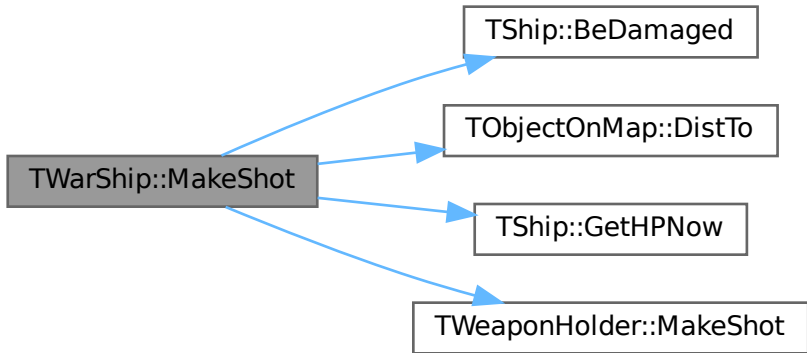 TWarShip::MakeShot
TShip::BeDamaged
TObjectOnMap::DistTo
TShip::GetHPNow
TWeaponHolder::MakeShot